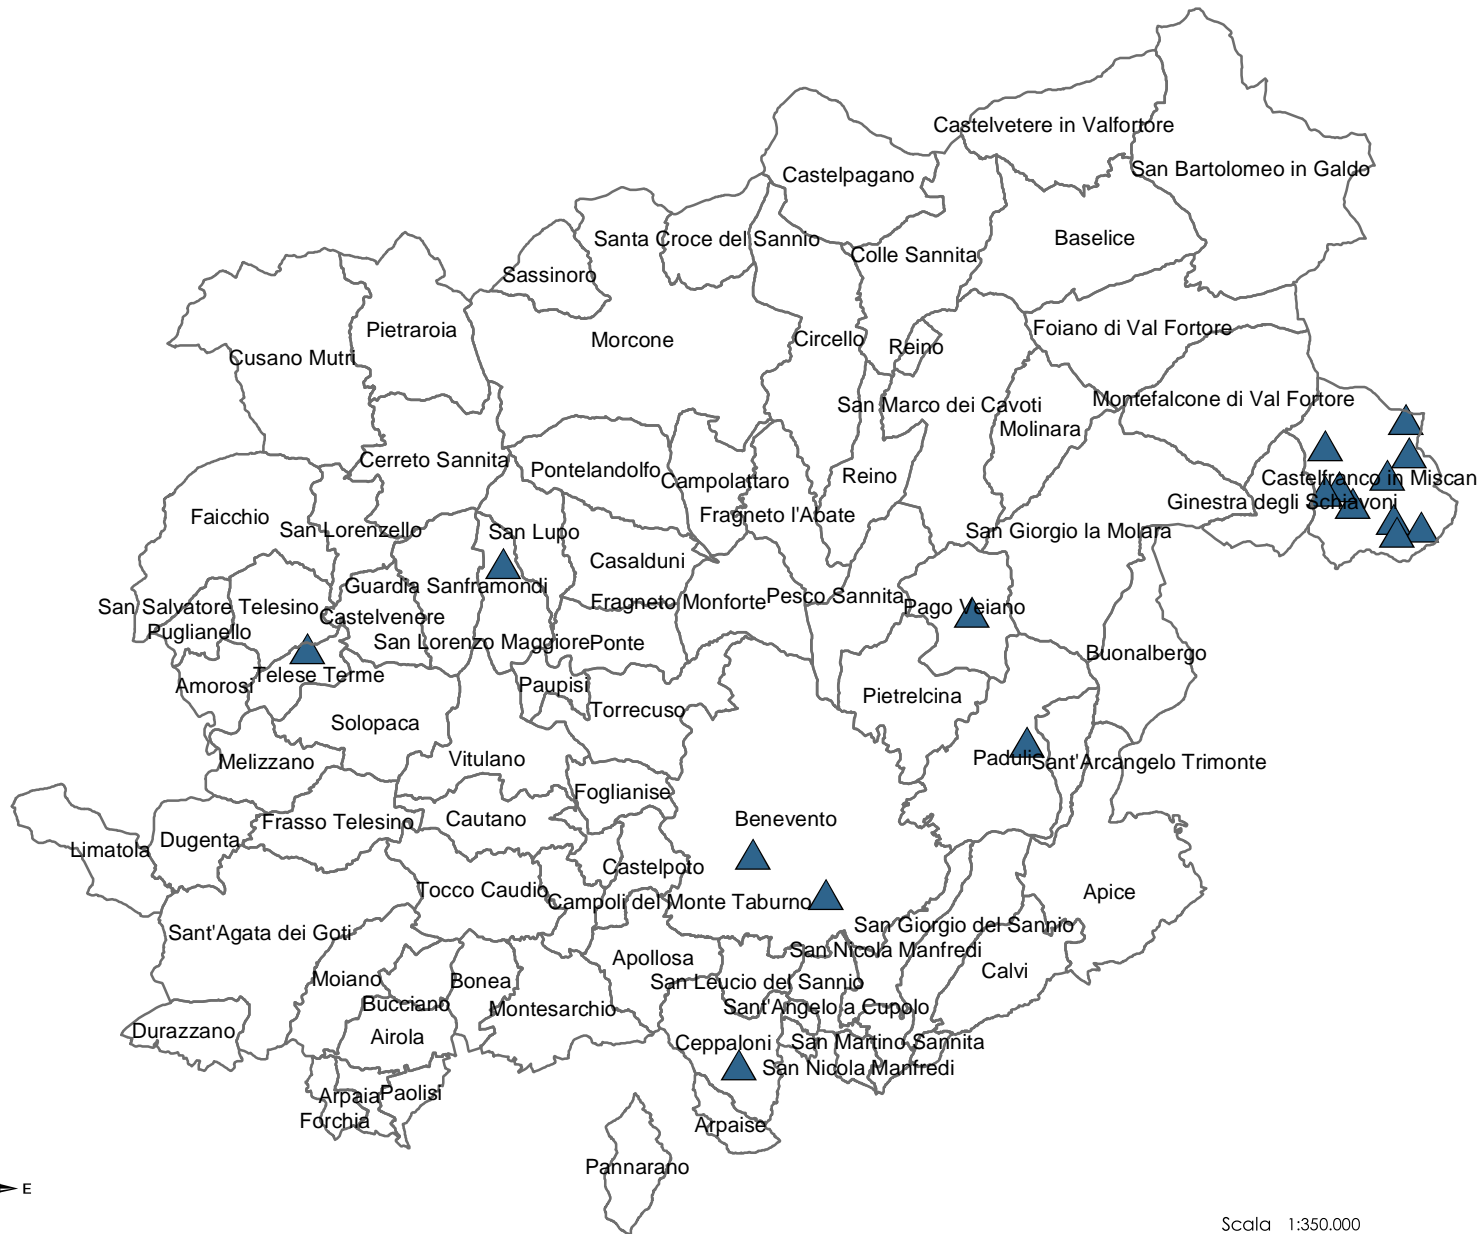 Castelvetere in Valfortore
San Bartolomeo in Galdo
Castelpagano
Santa Croce del Sannio
Baselice
Colle Sannita
Sassinoro
Pietraroia
Foiano di Val Fortore
Morcone
Circello
Reino
Cusano Mutri
Montefalcone di Val Fortore
San Marco dei Cavoti
Molinara
Cerreto Sannita
Pontelandolfo
Campolattaro
Reino
Castelfranco in Miscan
Ginestra degli Schiavoni
Faicchio
San Lorenzello
Fragneto l'Abate
San Lupo
San Giorgio la Molara
Casalduni
Guardia Sanframondi
Fragneto Monforte
Pesco Sannita
Pago Veiano
San Salvatore Telesino
Castelvenere
Puglianello
San Lorenzo Maggiore
Ponte
Buonalbergo
Telese Terme
Amorosi
Paupisi
Pietrelcina
Torrecuso
Solopaca
Melizzano
Vitulano
Paduli
Sant'Arcangelo Trimonte
Foglianise
Frasso Telesino
Cautano
Benevento
Dugenta
Limatola
Castelpoto
Tocco Caudio
Campoli del Monte Taburno
Apice
Sant'Agata dei Goti
San Giorgio del Sannio
San Nicola Manfredi
Apollosa
Calvi
Moiano
Bonea
San Leucio del Sannio
Bucciano
Montesarchio
Sant'Angelo a Cupolo
Durazzano
Airola
Ceppaloni
San Martino Sannita
San Nicola Manfredi
Arpaia
Paolisi
Forchia
Arpaise
Pannarano
E
Scala 1:350.000